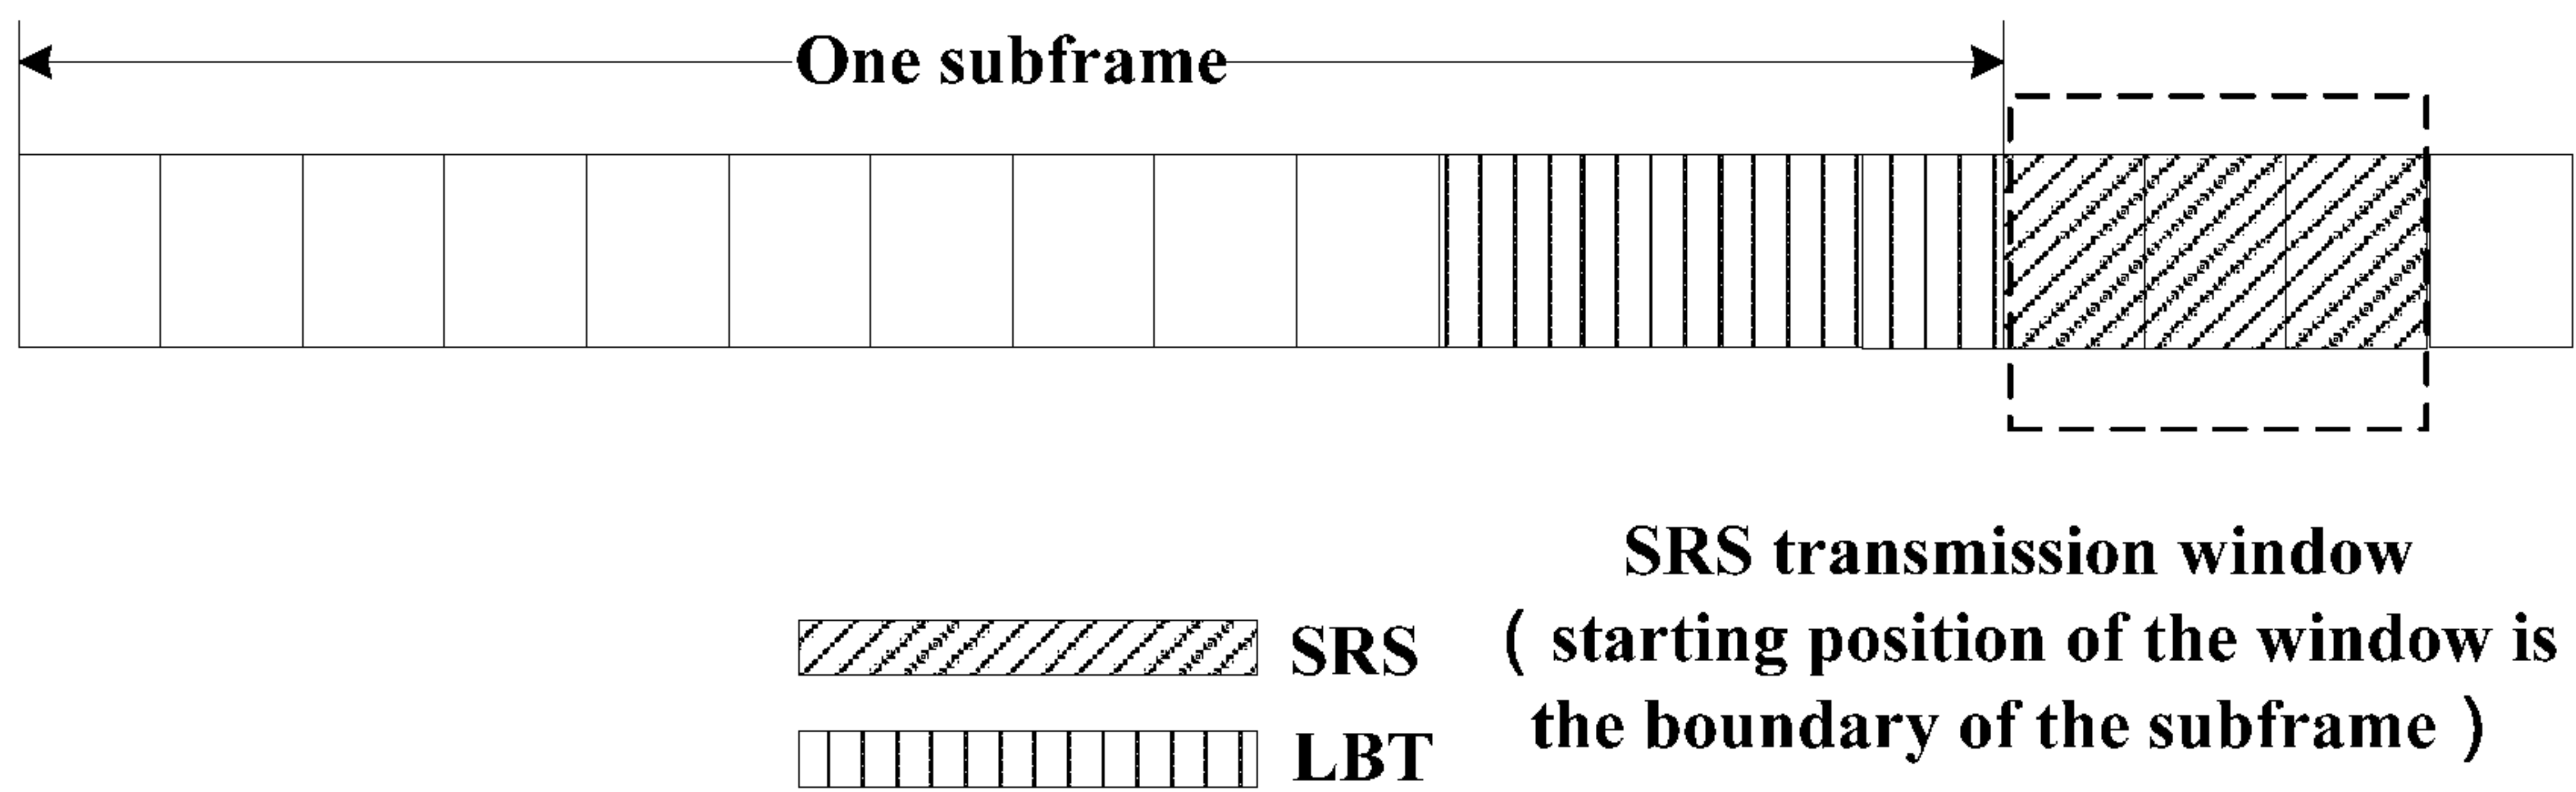 One subframe
SRS transmission window
( starting position of the window is
the boundary of the subframe )
SRS
LBT